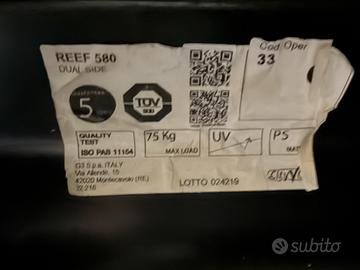 REEF 580
DUAL SIDE
Cod Oper
33
5
TÜV
SÜD
QUALITY
TEST
ISO PAS 11154
75 Kg
MAX LOAD
UV
PS
G3 S.p.a. ITALY
Via Allende, 15
42020 Montecavolo (RE)
LOTTO 024219
subito